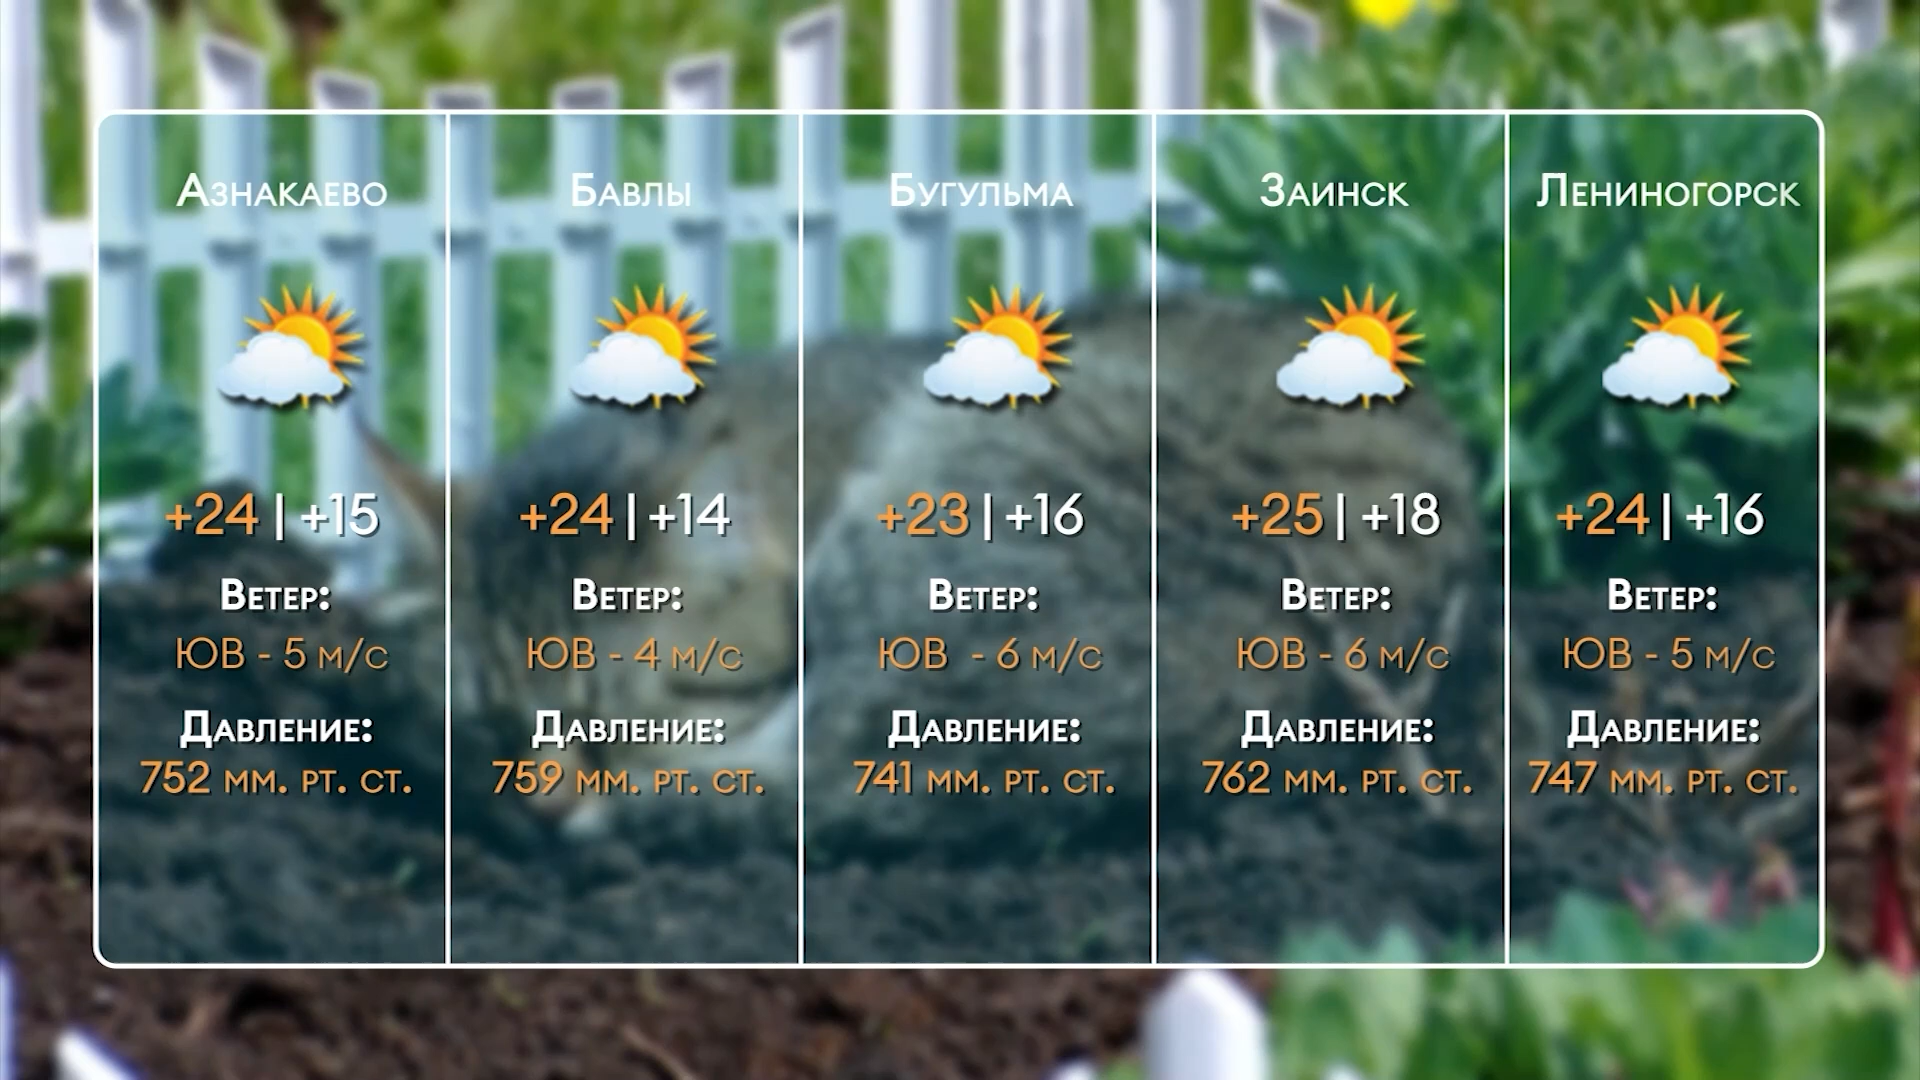 Азнакаево
+24 | +15
Ветер:
ЮВ - 5 м/с
Давление:
752 мм. рт. ст.
Бавлы
+24 | +14
Ветер:
ЮВ - 4 м/с
Давление:
759 мм. рт. ст.
Бугульма
+23 | +16
Ветер:
ЮВ - 6 м/с
Давление:
741 мм. рт. ст.
Заинск
+25 | +18
Ветер:
ЮВ - 6 м/с
Давление:
762 мм. рт. ст.
Лениногорск
+24 | +16
Ветер:
ЮВ - 5 м/с
Давление:
747 мм. рт. ст.